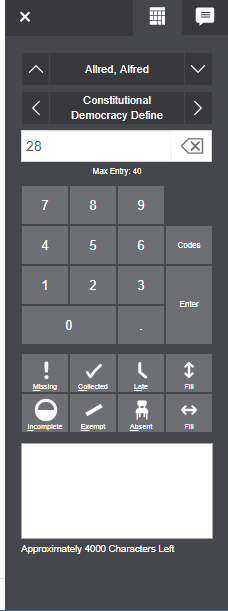 Allred, Alfred
Constitutional
Democracy Define
28
Max Entry: 40
7 8 9
4 5 6 Codes
1 2 3
Enter
0 .
Missing Collected Late Fill
Incomplete Exempt Absent Fill
Approximately 4000 Characters Left